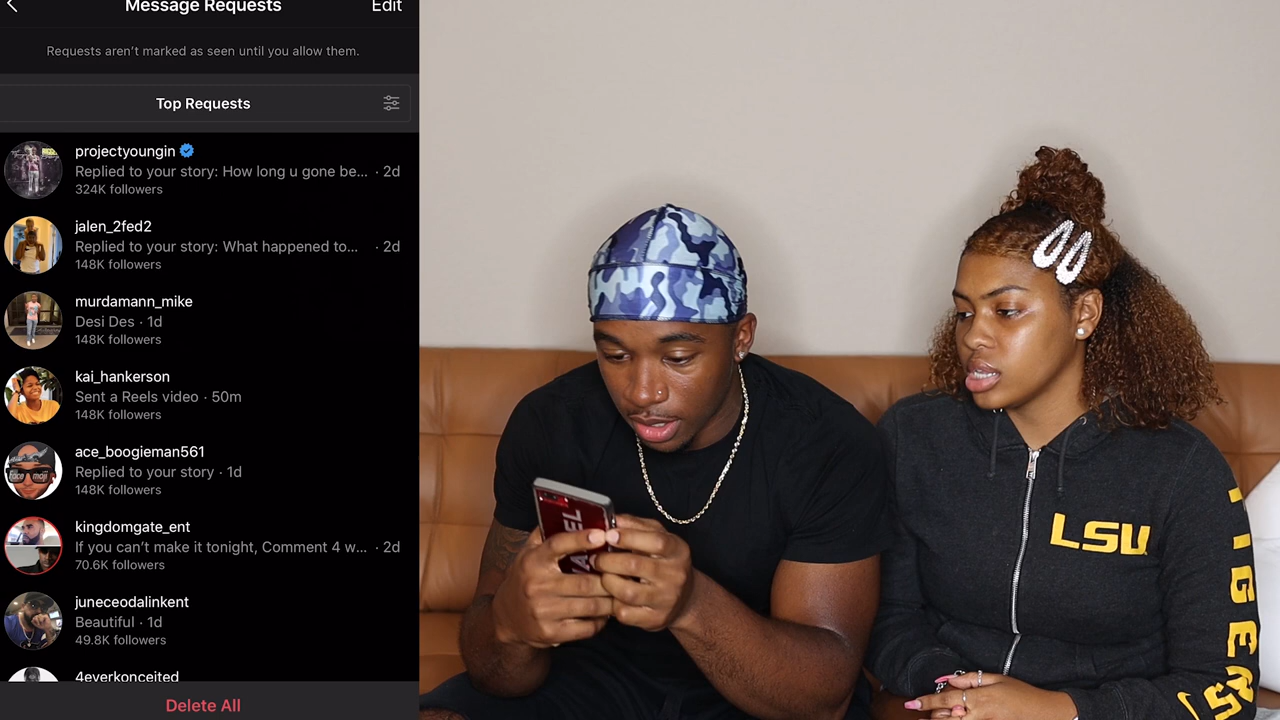 Message Requests
Edit
Requests aren't marked as seen until you allow them.
Top Requests
projectyoungin
Replied to your story: How long u gone be... · 2d
324K followers
jalen_2fed2
Replied to your story: What happened to... · 2d
148K followers
murdamann_mike
Desi Des · 1d
148K followers
kai_hankerson
Sent a Reels video · 50m
148K followers
ace_boogieman561
Replied to your story · 1d
148K followers
kingdomgate_ent
If you can't make it tonight, Comment 4 w... · 2d
70.6K followers
juneceodalinkent
Beautiful · 1d
49.8K followers
4everkonceited
Delete All
LSU
TIGERS